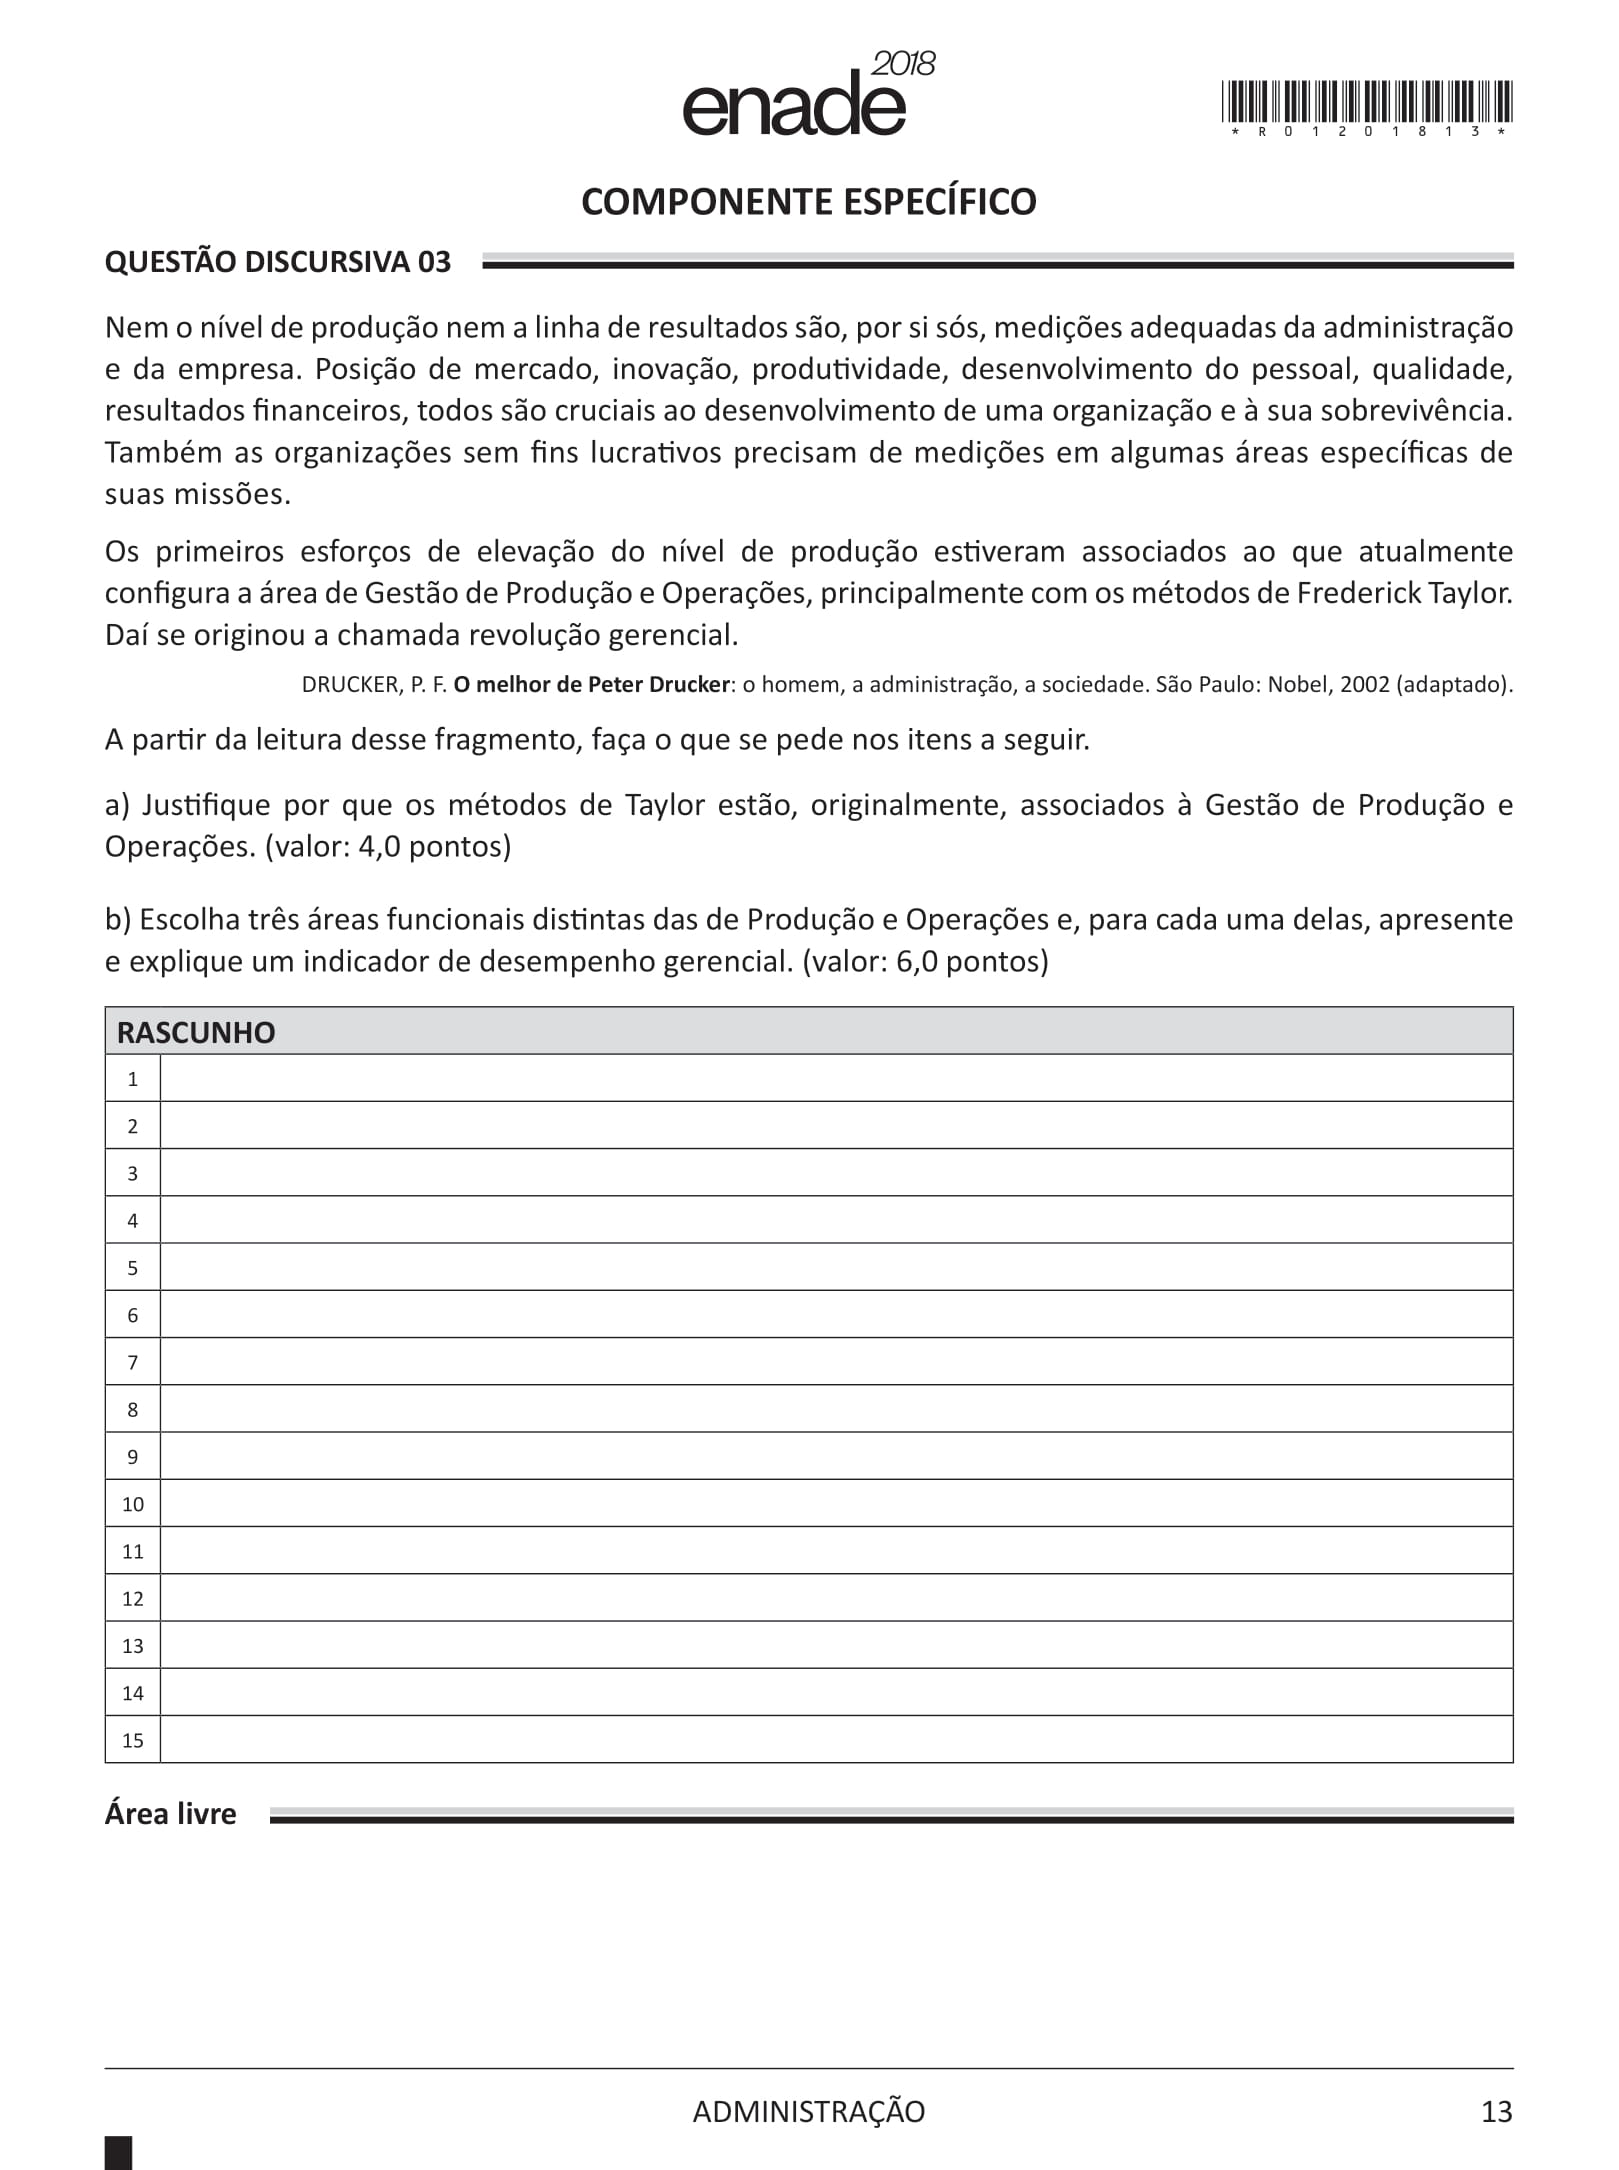 enade 2018
* R 0 1 2 0 1 8 1 3 *
COMPONENTE ESPECÍFICO
QUESTÃO DISCURSIVA 03
Nem o nível de produção nem a linha de resultados são, por si sós, medições adequadas da administração
e da empresa. Posição de mercado, inovação, produtividade, desenvolvimento do pessoal, qualidade,
resultados financeiros, todos são cruciais ao desenvolvimento de uma organização e à sua sobrevivência.
Também as organizações sem fins lucrativos precisam de medições em algumas áreas específicas de
suas missões.
Os primeiros esforços de elevação do nível de produção estiveram associados ao que atualmente
configura a área de Gestão de Produção e Operações, principalmente com os métodos de Frederick Taylor.
Daí se originou a chamada revolução gerencial.
DRUCKER, P. F. O melhor de Peter Drucker: o homem, a administração, a sociedade. São Paulo: Nobel, 2002 (adaptado).
A partir da leitura desse fragmento, faça o que se pede nos itens a seguir.
a) Justifique por que os métodos de Taylor estão, originalmente, associados à Gestão de Produção e
Operações. (valor: 4,0 pontos)
b) Escolha três áreas funcionais distintas das de Produção e Operações e, para cada uma delas, apresente
e explique um indicador de desempenho gerencial. (valor: 6,0 pontos)
RASCUNHO
1
2
3
4
5
6
7
8
9
10
11
12
13
14
15
Área livre
ADMINISTRAÇÃO
13